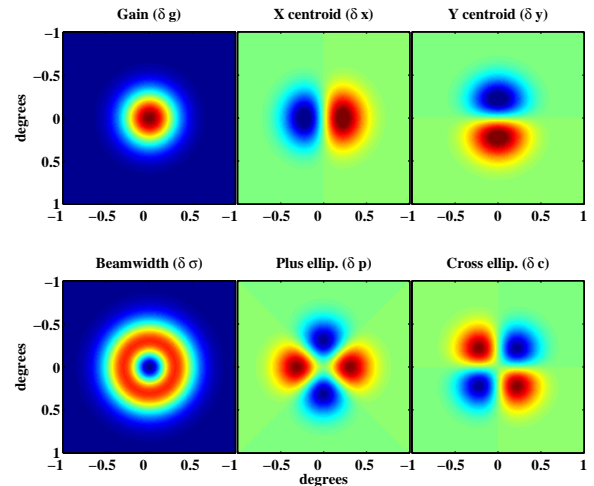 Gain (δ g) X centroid (δ x) Y centroid (δ y)
−1
−0.5
0
0.5
1
degrees
−1 −0.5 0 0.5 −1 −0.5 0 0.5 −1 −0.5 0 0.5 1
Beamwidth (δ σ) Plus ellip. (δ p) Cross ellip. (δ c)
−1
−0.5
0
0.5
1
degrees
−1 −0.5 0 0.5 −1 −0.5 0 0.5 −1 −0.5 0 0.5 1
degrees